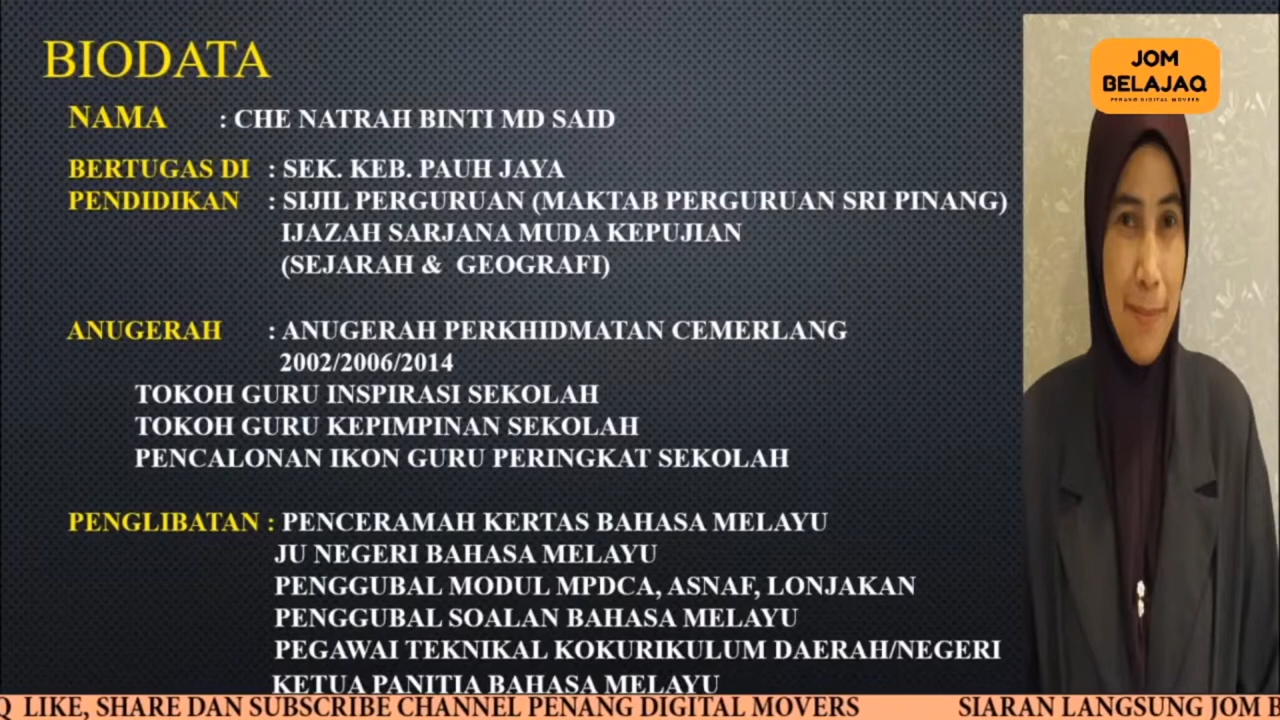 BIODATA
NAMA : CHE NATRAH BINTI MD SAID
BERTUGAS DI : SEK. KEB. PAUH JAYA
PENDIDIKAN : SIJIL PERGURUAN (MAKTAB PERGURUAN SRI PINANG)
IJAZAH SARJANA MUDA KEPUJIAN
(SEJARAH & GEOGRAFI)
ANUGERAH : ANUGERAH PERKHIDMATAN CEMERLANG
2002/2006/2014
TOKOH GURU INSPIRASI SEKOLAH
TOKOH GURU KEPIMPINAN SEKOLAH
PENCALONAN IKON GURU PERINGKAT SEKOLAH
PENGLIBATAN : PENCERAMAH KERTAS BAHASA MELAYU
JU NEGERI BAHASA MELAYU
PENGGUBAL MODUL MPDCA, ASNAF, LONJAKAN
PENGGUBAL SOALAN BAHASA MELAYU
PEGAWAI TEKNIKAL KOKURIKULUM DAERAH/NEGERI
KETUA PANITIA BAHASA MELAYU
JOM
BELAJAQ
PENANG DIGITAL MOVERS
Q LIKE, SHARE DAN SUBSCRIBE CHANNEL PENANG DIGITAL MOVERS SIARAN LANGSUNG JOM B